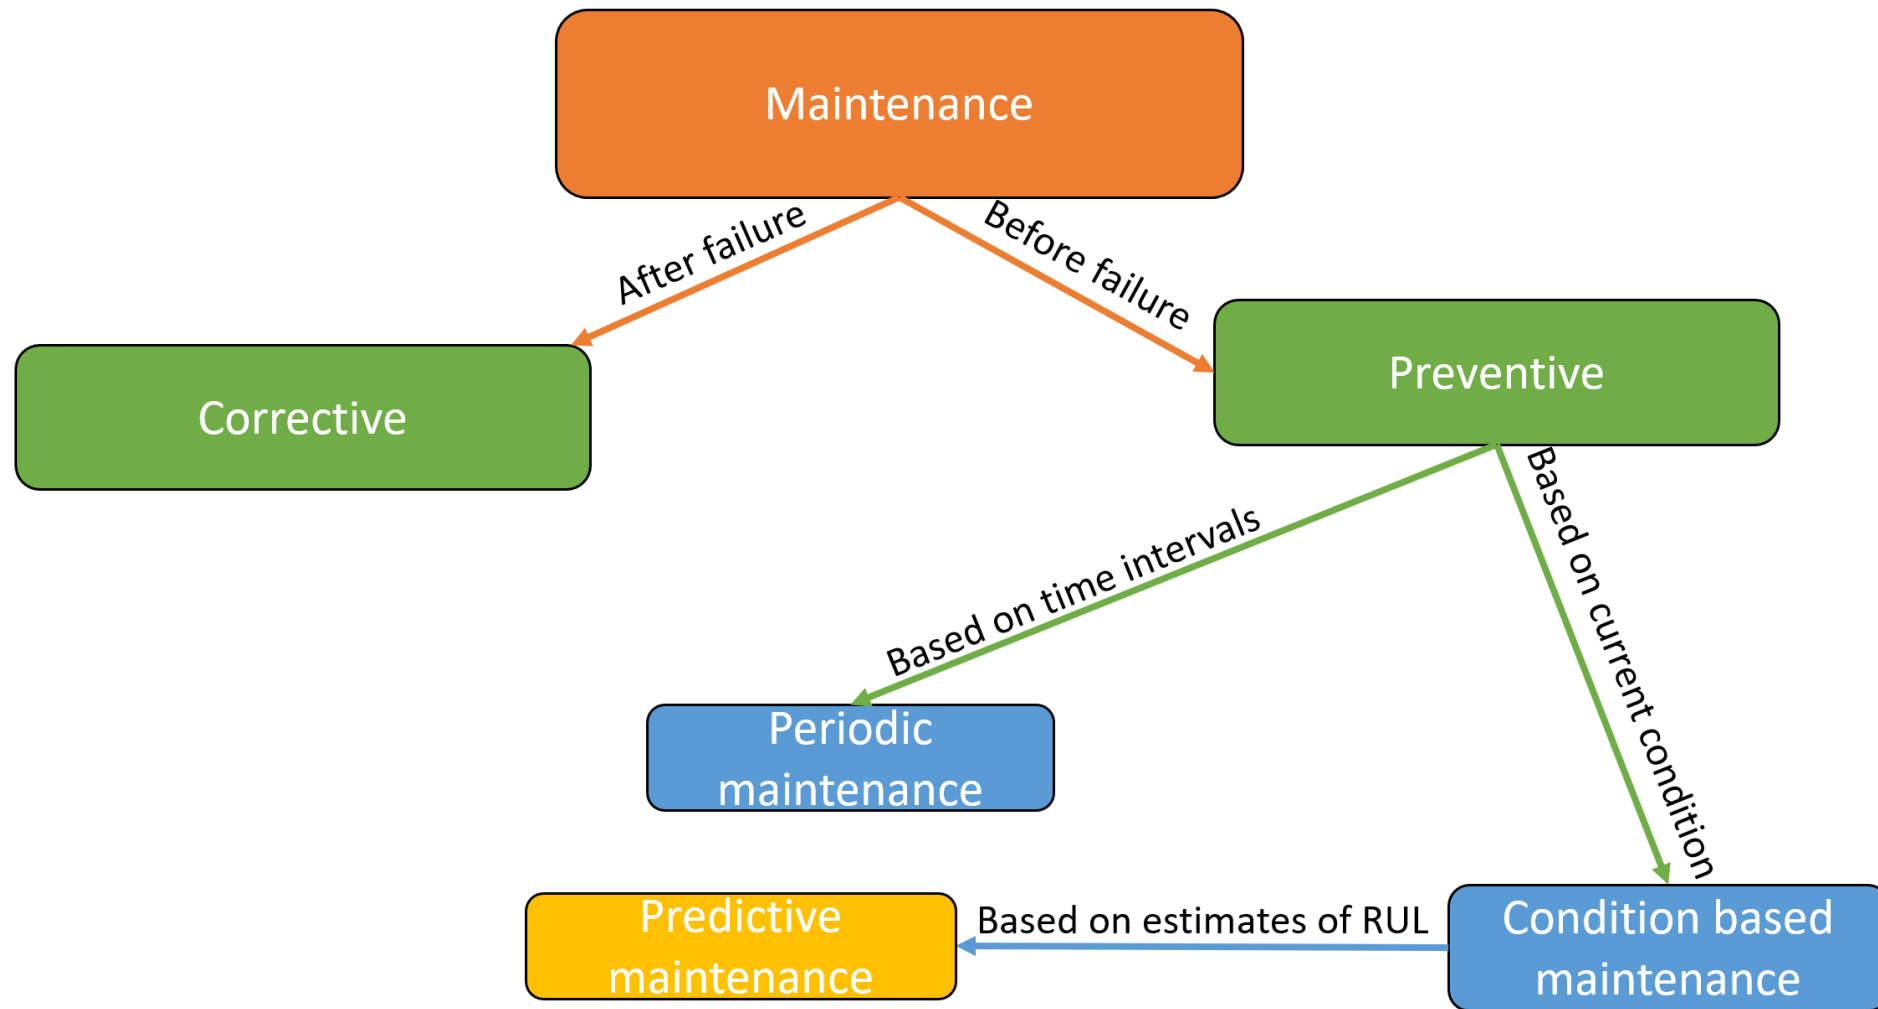 Maintenance
After failure
Before failure
Corrective
Preventive
Based on time intervals
Based on current condition
Periodic
maintenance
Predictive
maintenance
Based on estimates of RUL
Condition based
maintenance